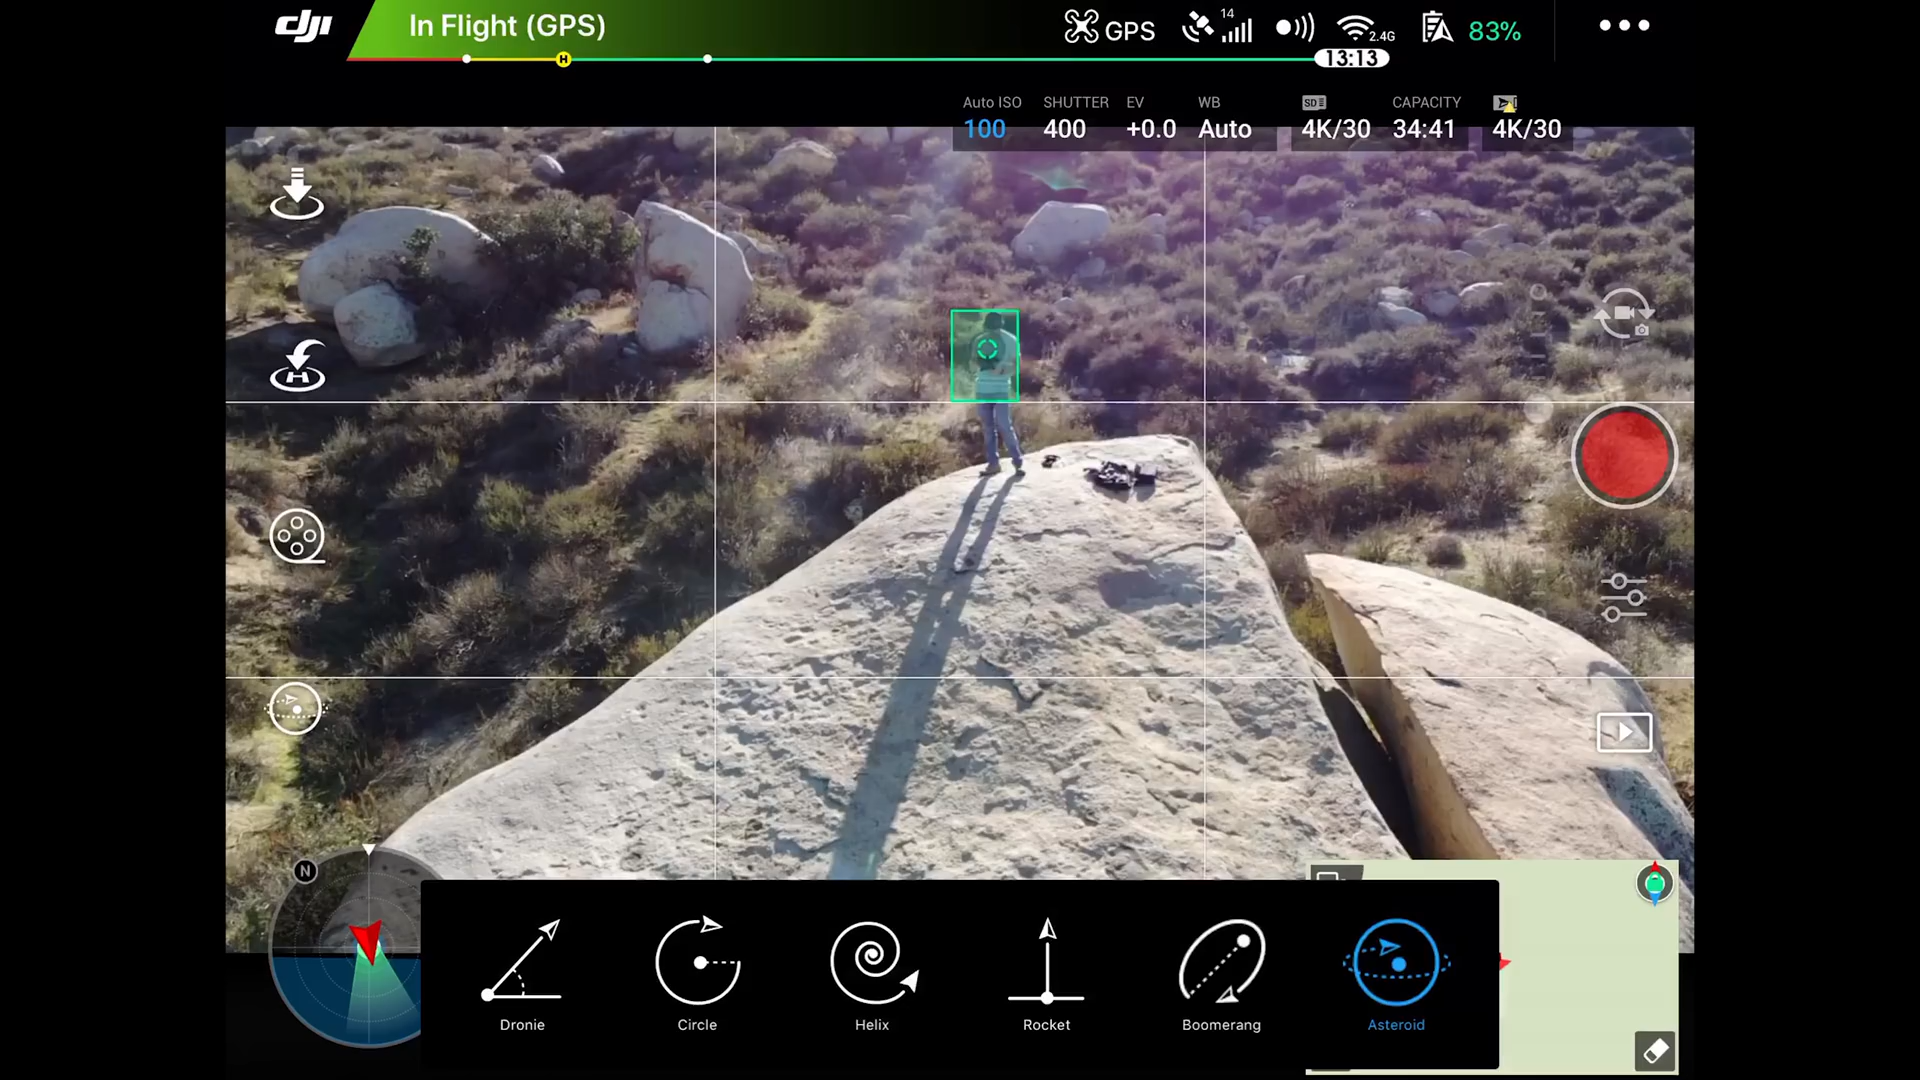 dji In Flight (GPS) GPS 14 2.4G 83%
H 13:13
Auto ISO SHUTTER EV WB SD CAPACITY
100 400 +0.0 Auto 4K/30 34:41 4K/30
H
N
Dronie Circle Helix Rocket Boomerang Asteroid